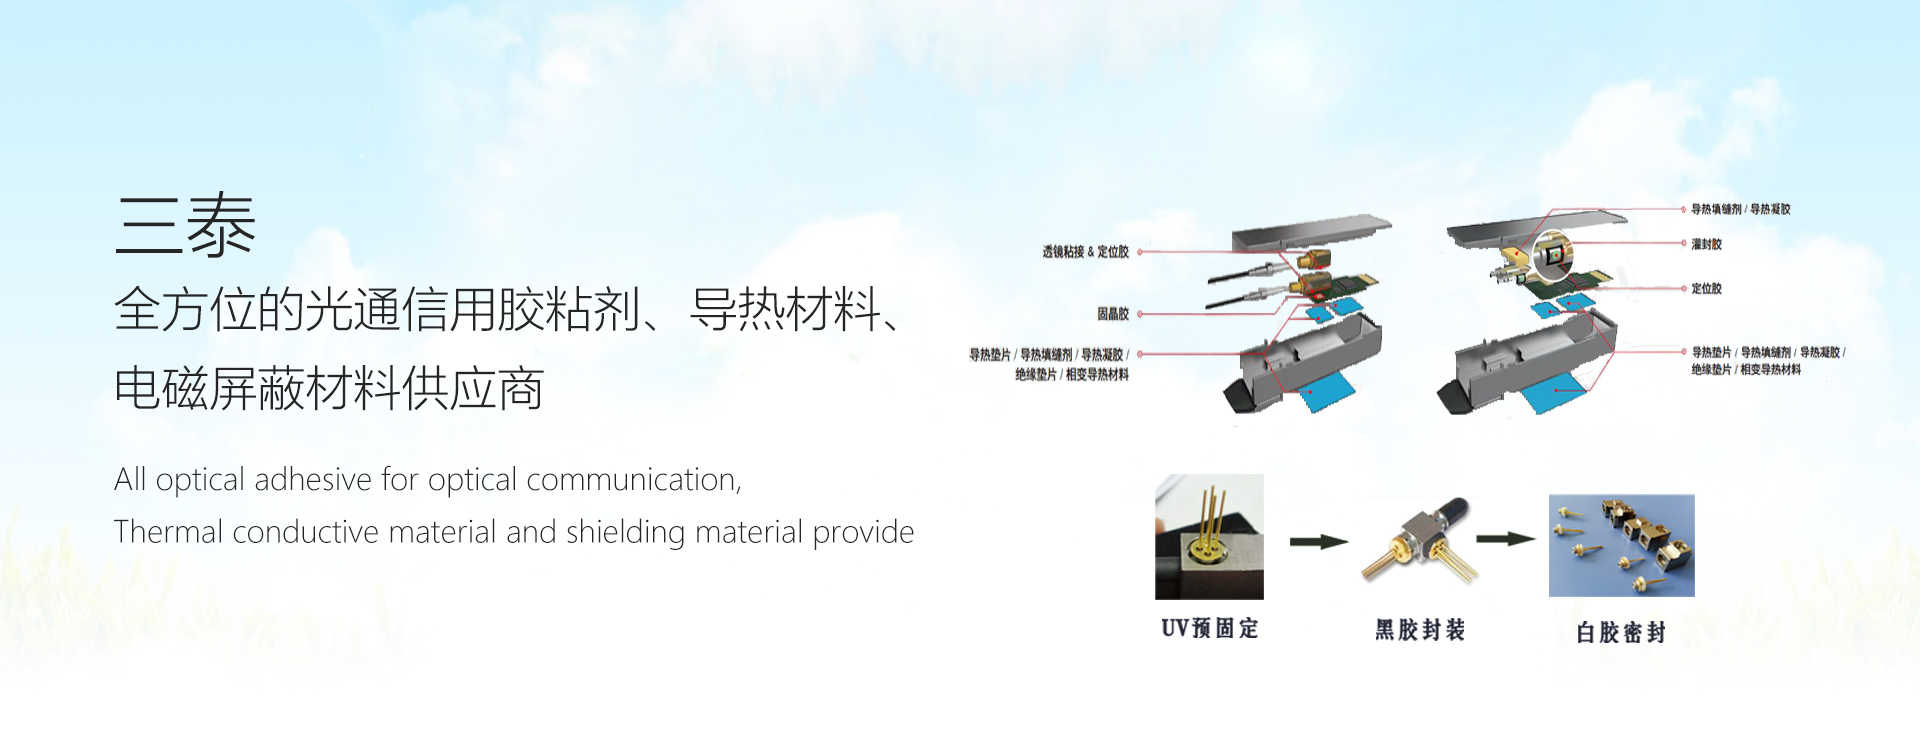 三泰
全方位的光通信用胶粘剂、导热材料、
电磁屏蔽材料供应商
All optical adhesive for optical communication,
Thermal conductive material and shielding material provide
透镜粘接 & 定位胶
固晶胶
导热垫片 / 导热填缝剂 / 导热凝胶 /
绝缘垫片 / 相变导热材料
导热填缝剂 / 导热凝胶
灌封胶
定位胶
导热垫片 / 导热填缝剂 / 导热凝胶 /
绝缘垫片 / 相变导热材料
UV预固定
黑胶封装
白胶密封